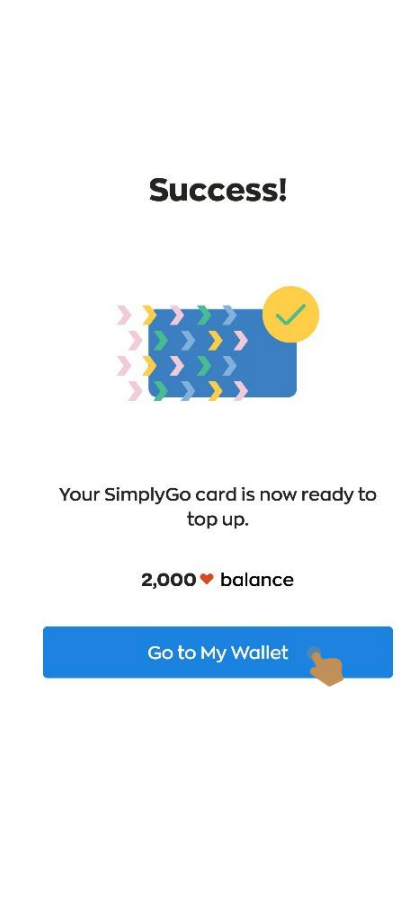 Success!
Your SimplyGo card is now ready to
top up.
2,000 ❤ balance
Go to My Wallet